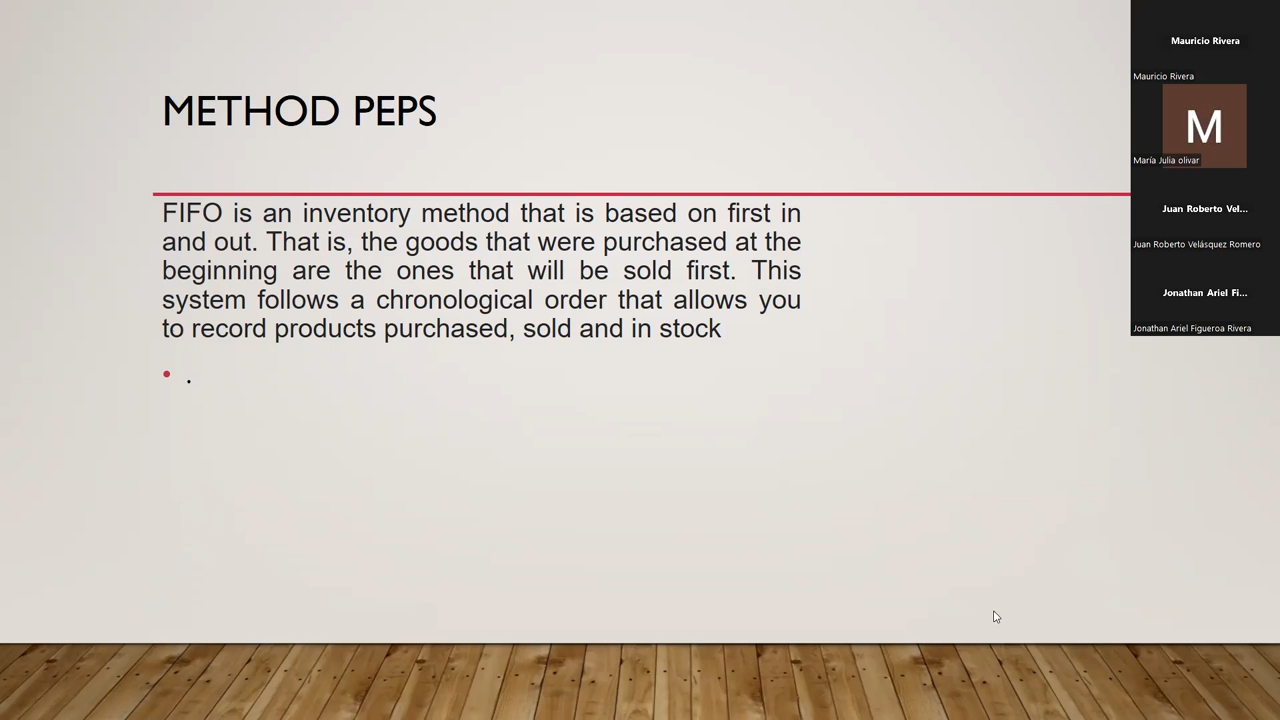 METHOD PEPS
FIFO is an inventory method that is based on first in
and out. That is, the goods that were purchased at the
beginning are the ones that will be sold first. This
system follows a chronological order that allows you
to record products purchased, sold and in stock
• .
Mauricio Rivera
Mauricio Rivera
M
María Julia olivar
Juan Roberto Vel...
Juan Roberto Velásquez Romero
Jonathan Ariel Fi...
Jonathan Ariel Figueroa Rivera